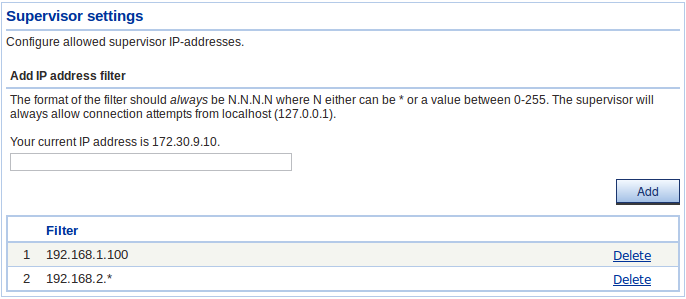 Supervisor settings
Configure allowed supervisor IP-addresses.
Add IP address filter
The format of the filter should always be N.N.N.N where N either can be * or a value between 0-255. The supervisor will
always allow connection attempts from localhost (127.0.0.1).
Your current IP address is 172.30.9.10.
Add
Filter
1 192.168.1.100 Delete
2 192.168.2.* Delete